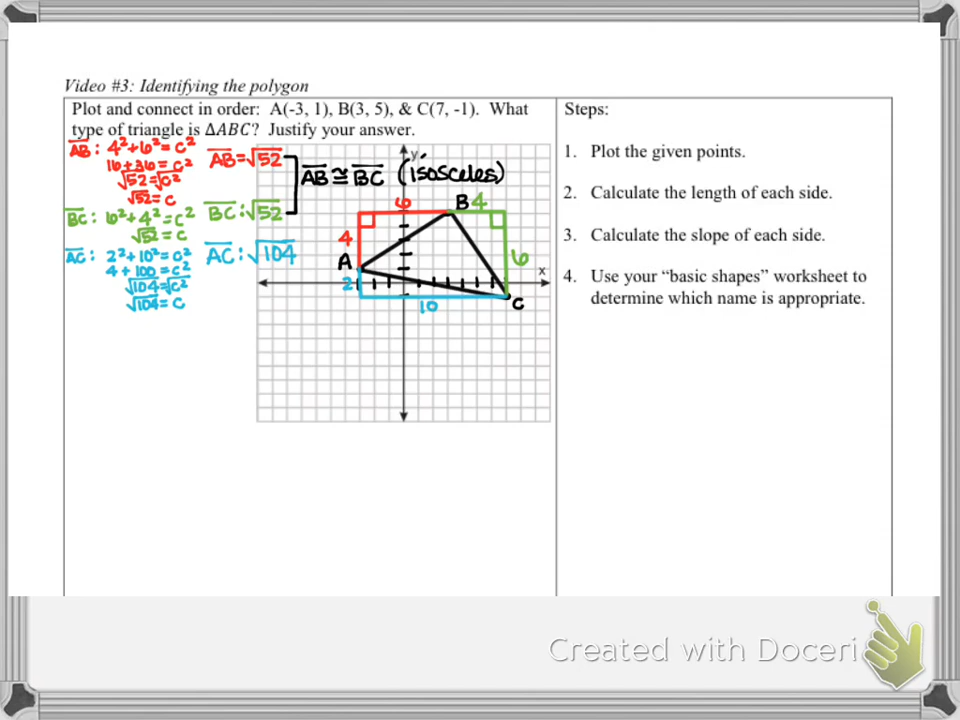 Video #3: Identifying the polygon
Plot and connect in order: A(-3, 1), B(3, 5), & C(7, -1). What
type of triangle is ΔABC? Justify your answer.
AB: 4²+6²=c²
16+36=c²
√52=√c²
√52=c
BC: 6²+4²=c²
√52=c
AC: 2²+10²=c²
4+100=c²
√104=√c²
√104=c
AB=√52
BC:√52
AC:√104
AB≅BC (isosceles)
y
6
B 4
4
A
6
x
2
10
C
Steps:
1. Plot the given points.
2. Calculate the length of each side.
3. Calculate the slope of each side.
4. Use your “basic shapes” worksheet to
determine which name is appropriate.
Created with Doceri